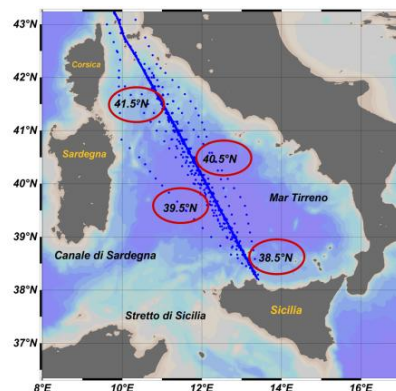 43°N
42°N
41°N
40°N
39°N
38°N
37°N
Corsica
41.5°N
Sardegna
40.5°N
39.5°N
Mar Tirreno
Canale di Sardegna
38.5°N
Sicilia
Stretto di Sicilia
8°E
10°E
12°E
14°E
16°E